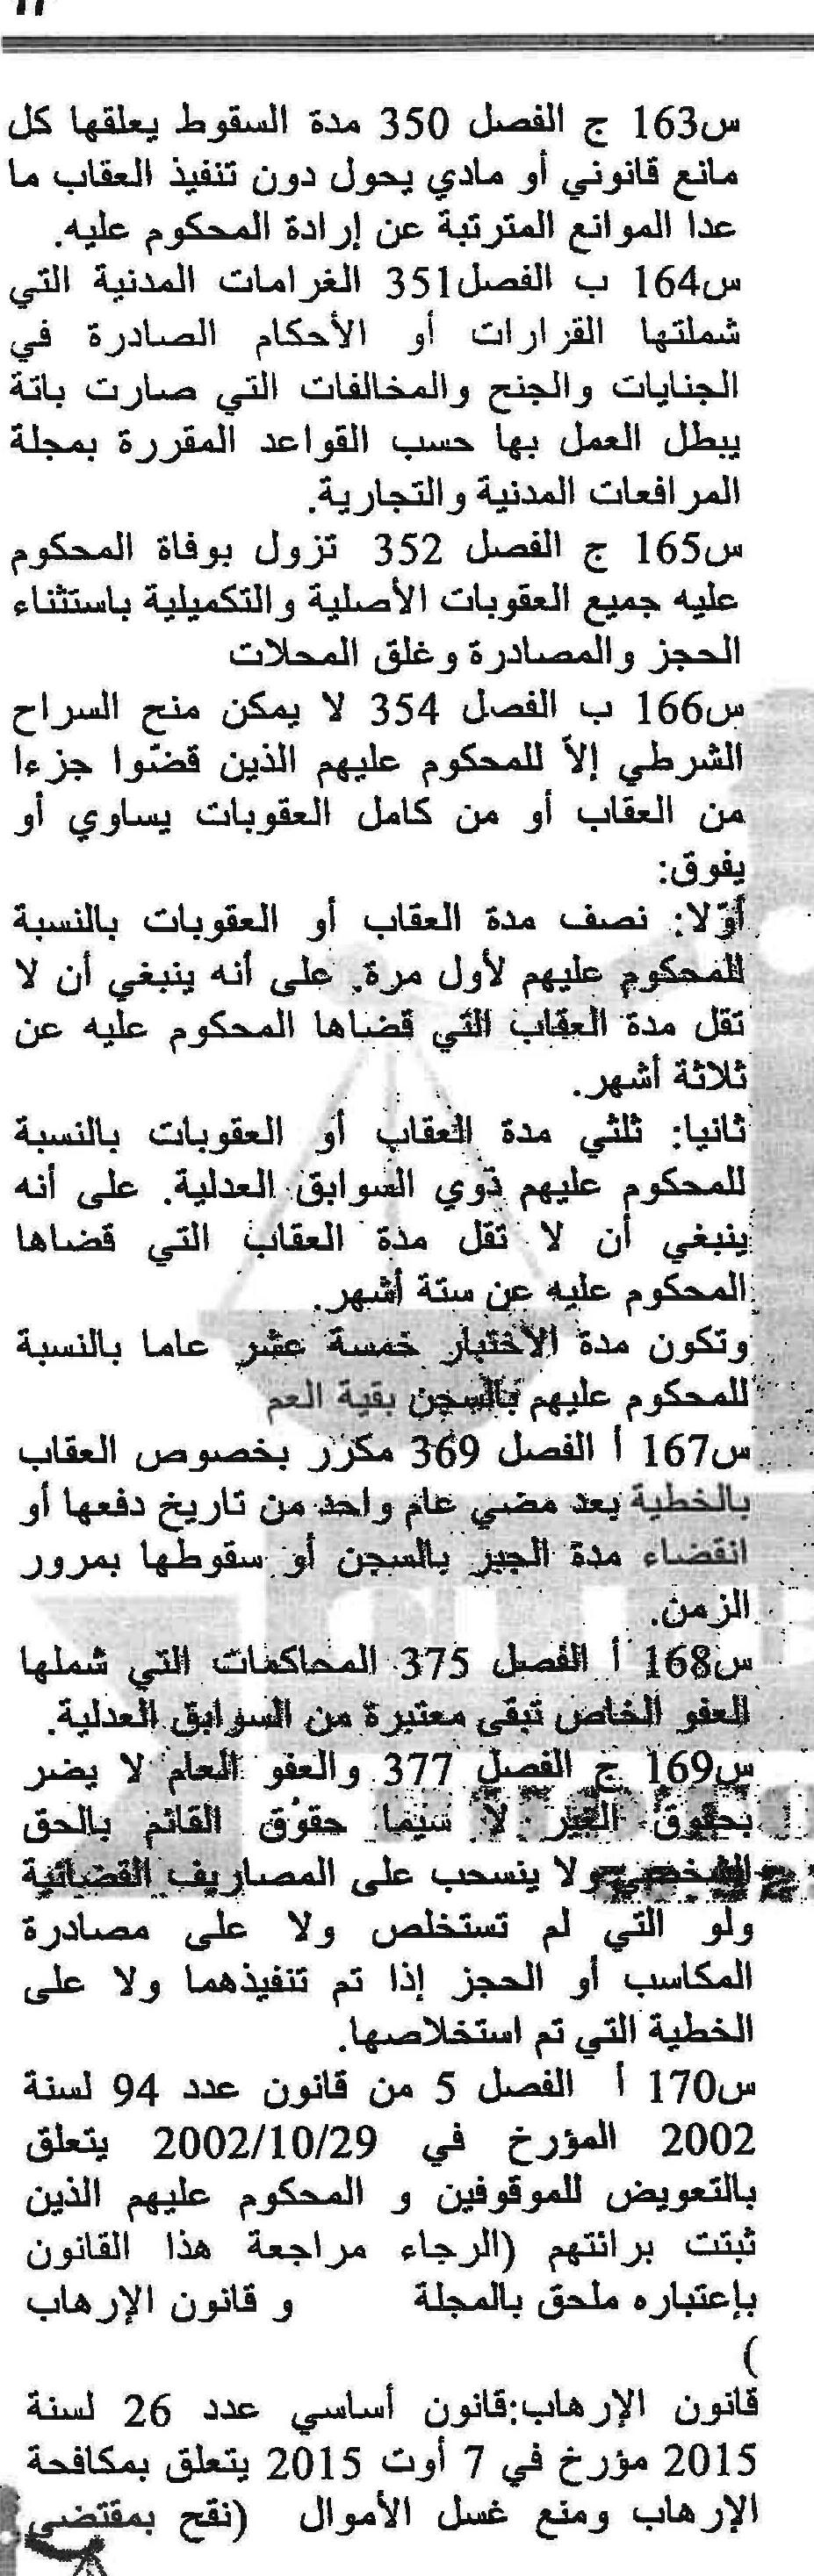 س163 ج الفصل 350 مدة السقوط يعلقها كل
مانع قانوني أو مادي يحول دون تنفيذ العقاب ما
عدا الموانع المترتبة عن إرادة المحكوم عليه.
س164 ب الفصل351 الغرامات المدنية التي
شملتها القرارات أو الأحكام الصادرة في
الجنايات والجنح والمخالفات التي صارت باتة
يبطل العمل بها حسب القواعد المقررة بمجلة
المرافعات المدنية والتجارية.
س165 ج الفصل 352 تزول بوفاة المحكوم
عليه جميع العقوبات الأصلية والتكميلية باستثناء
الحجز والمصادرة وغلق المحلات
س166 ب الفصل 354 لا يمكن منح السراح
الشرطي إلاّ للمحكوم عليهم الذين قضّوا جزءا
من العقاب أو من كامل العقوبات يساوي أو
يفوق:
أوّلا: نصف مدة العقاب أو العقوبات بالنسبة
للمحكوم عليهم لأول مرة. على أنه ينبغي أن لا
تقل مدة العقاب التي قضاها المحكوم عليه عن
ثلاثة أشهر.
ثانيا: ثلثي مدة العقاب أو العقوبات بالنسبة
للمحكوم عليهم ذوي السوابق العدلية. على أنه
ينبغي أن لا تقل مدة العقاب التي قضاها
المحكوم عليه عن ستة أشهر.
وتكون مدة الاختبار خمسة عشر عاما بالنسبة
للمحكوم عليهم بالسجن بقية العم
س167 أ الفصل 369 مكرر بخصوص العقاب
بالخطية بعد مضي عام واحد من تاريخ دفعها أو
انقضاء مدة الجبر بالسجن أو سقوطها بمرور
الزمن.
س168 أ الفصل 375 المحاكمات التي شملها
العفو الخاص تبقى معتبرة من السوابق العدلية.
س169 ج الفصل 377 والعفو العام لا يضر
بحقوق الغير لا سيما حقوق القائم بالحق
الشخصي ولا ينسحب على المصاريف القضائية
ولو التي لم تستخلص ولا على مصادرة
المكاسب أو الحجز إذا تم تنفيذهما ولا على
الخطية التي تم استخلاصها.
س170 أ الفصل 5 من قانون عدد 94 لسنة
2002 المؤرخ في 2002/10/29 يتعلق
بالتعويض للموقوفين و المحكوم عليهم الذين
ثبتت برائتهم (الرجاء مراجعة هذا القانون
بإعتباره ملحق بالمجلة و قانون الإرهاب
)
قانون الإرهاب:قانون أساسي عدد 26 لسنة
2015 مؤرخ في 7 أوت 2015 يتعلق بمكافحة
الإرهاب ومنع غسل الأموال (نقح بمقتضى